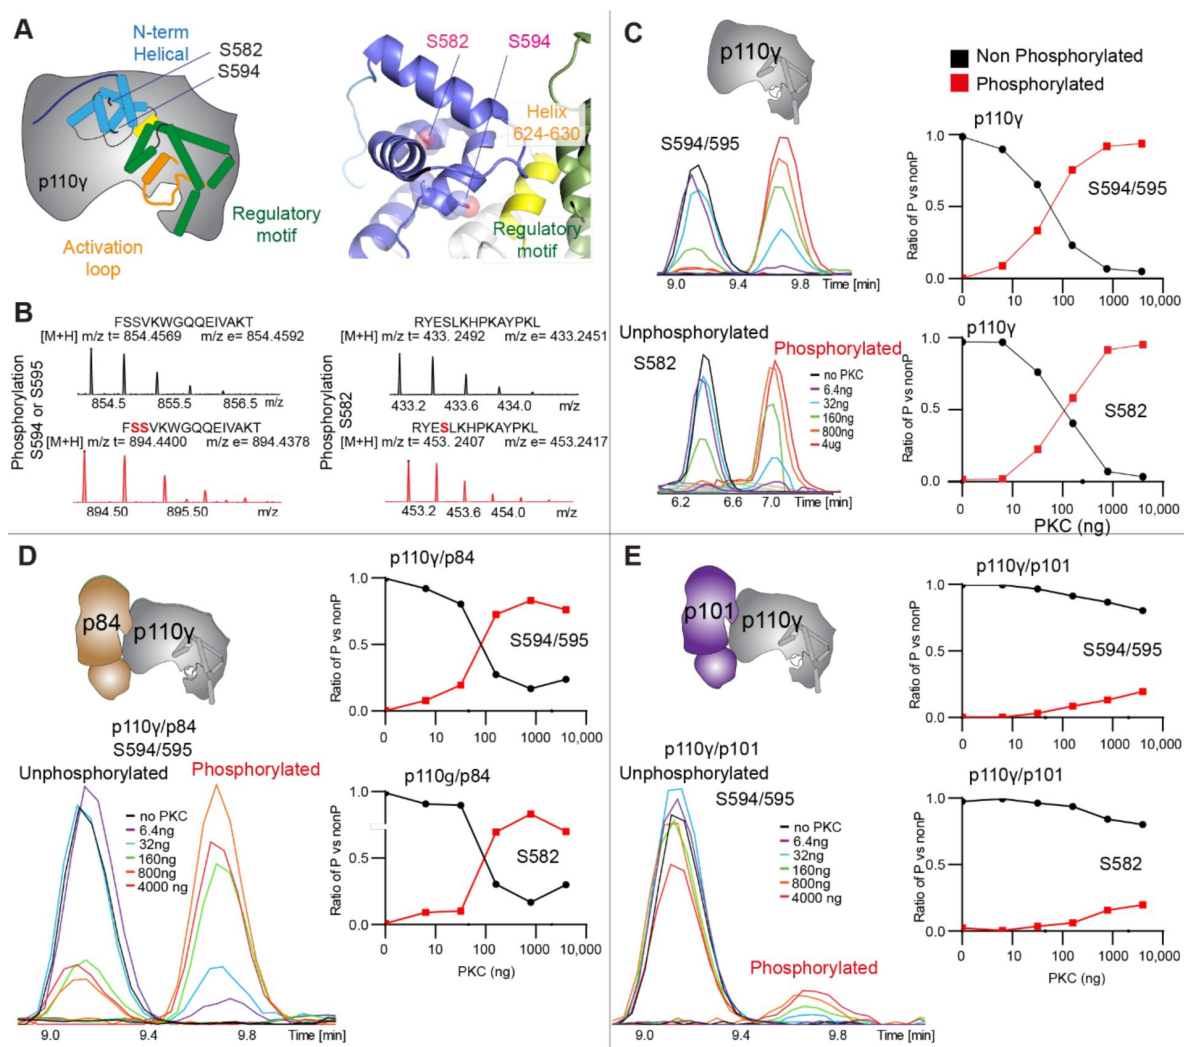 A
N-term
Helical
S582
S594
p110γ
Activation
loop
Regulatory
motif
S582
S594
Helix
624-630
Regulatory
motif
B
Phosphorylation
S594 or S595
FSSVKWGQQEIVAKT
[M+H] m/z t= 854.4569 m/z e= 854.4592
854.5 855.5 856.5 m/z
FSSVKWGQQEIVAKT
[M+H] m/z t= 894.4400 m/z e= 894.4378
894.50 895.50 m/z
Phosphorylation
S582
RYESLKHPKAYPKL
[M+H] m/z t= 433. 2492 m/z e= 433.2451
433.2 433.6 434.0 m/z
RYESLKHPKAYPKL
[M+H] m/z t= 453. 2407 m/z e= 453.2417
453.2 453.6 454.0 m/z
C
p110γ
Non Phosphorylated
Phosphorylated
S594/595
9.0 9.4 9.8 Time [min]
p110γ
Ratio of P vs nonP
1.0
0.5
0.0
S594/595
0 10 100 1000 10,000
Unphosphorylated
S582
Phosphorylated
no PKC
6.4ng
32ng
160ng
800ng
4ug
6.2 6.6 7.0 Time [min]
p110γ
Ratio of P vs nonP
1.0
0.5
0.0
S582
0 10 100 1000 10,000
PKC (ng)
D
p84
p110γ
p110γ/p84
Ratio of P vs nonP
1.0
0.5
0.0
S594/595
0 10 100 1000 10,000
p110γ/p84
S594/595
Unphosphorylated
Phosphorylated
no PKC
6.4ng
32ng
160ng
800ng
4000 ng
9.0 9.4 9.8 Time [min]
p110g/p84
Ratio of P vs nonP
1.0
0.5
0.0
S582
0 10 100 1000 10,000
PKC (ng)
E
p101
p110γ
p110γ/p101
Ratio of P vs nonP
1.0
0.5
0.0
S594/595
0 10 100 1000 10,000
p110γ/p101
Unphosphorylated
S594/595
no PKC
6.4ng
32ng
160ng
800ng
4000 ng
Phosphorylated
9.0 9.4 9.8 Time [min]
p110γ/p101
Ratio of P vs nonP
1.0
0.5
0.0
S582
0 10 100 1000 10,000
PKC (ng)